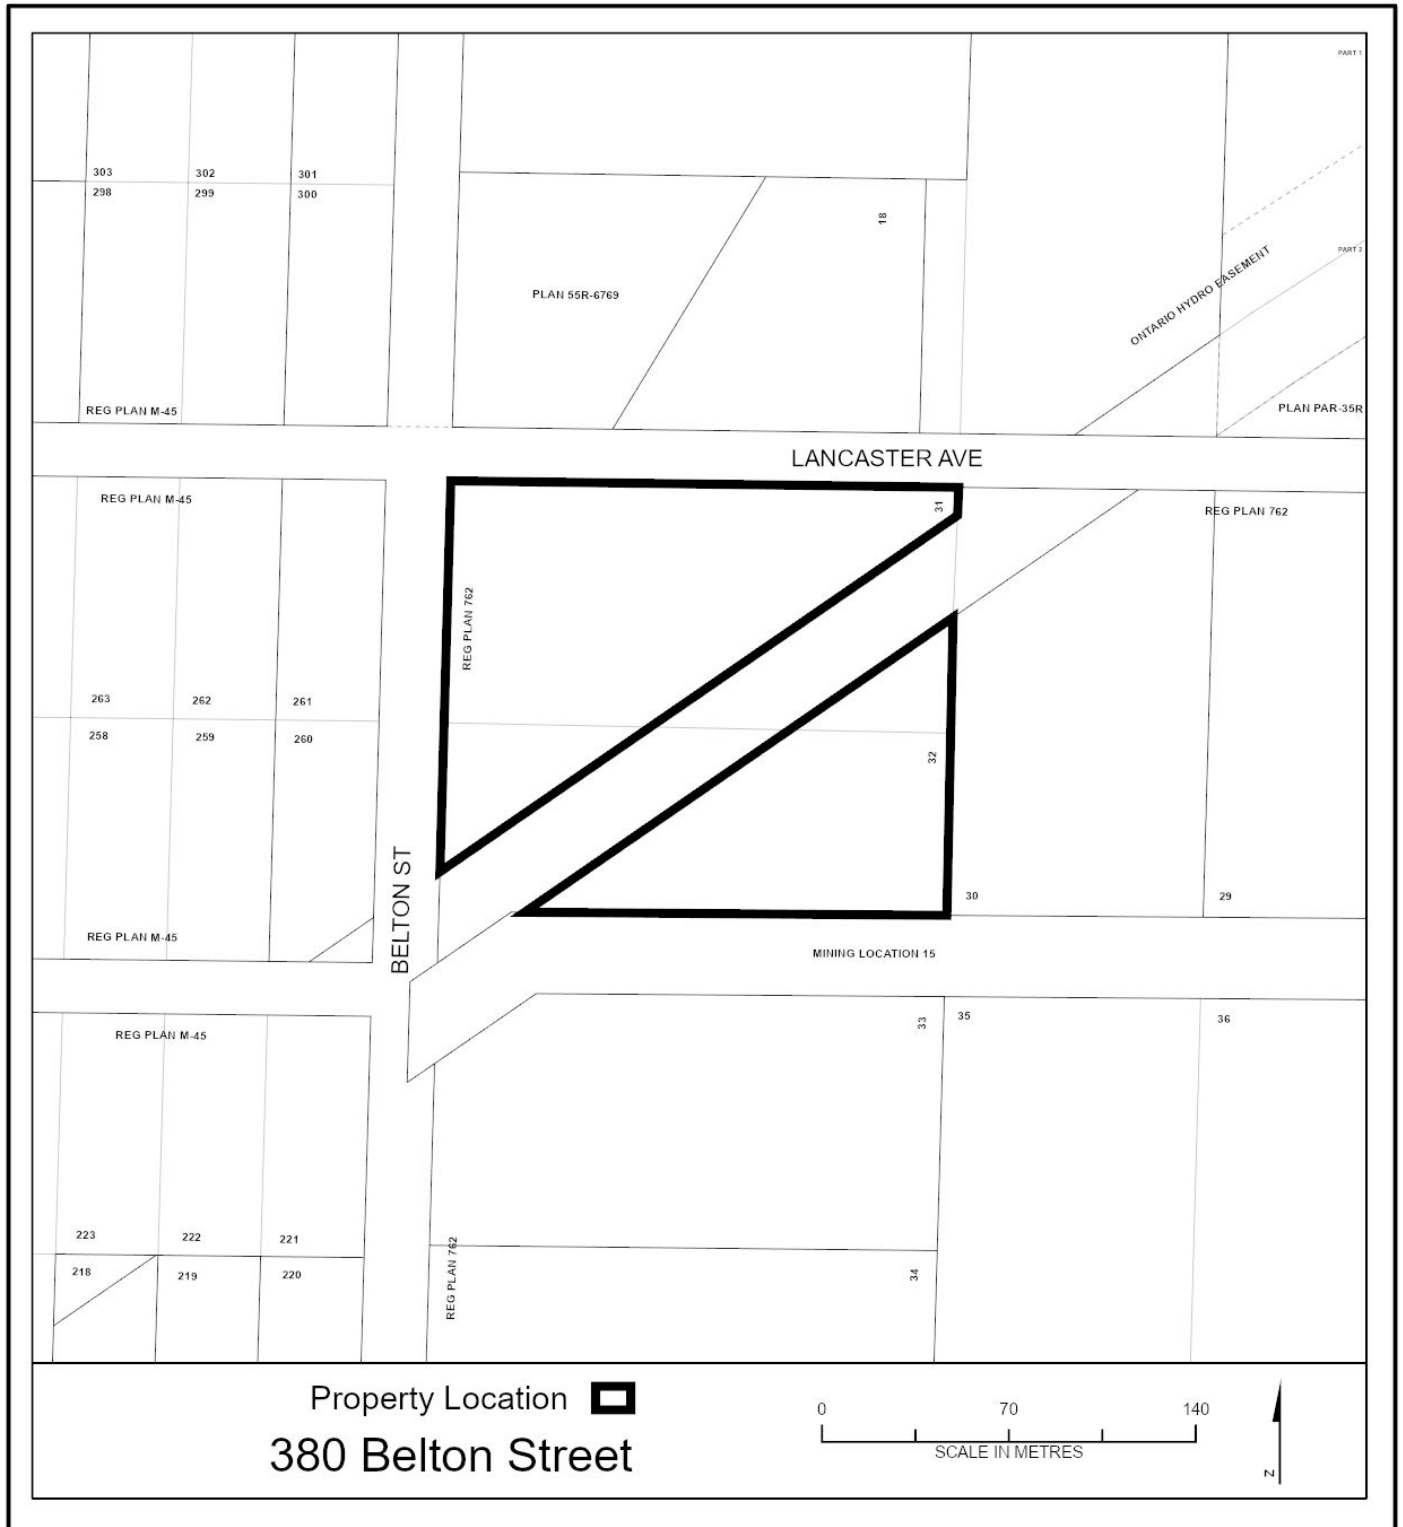 PART 1
303
302
301
298
299
300
18
PART 2
ONTARIO HYDRO EASEMENT
PLAN 55R-6769
REG PLAN M-45
PLAN PAR-35R
LANCASTER AVE
REG PLAN M-45
31
REG PLAN 762
REG PLAN 762
263
262
261
258
259
260
32
BELTON ST
30
29
REG PLAN M-45
MINING LOCATION 15
REG PLAN M-45
33
35
36
223
222
221
218
219
220
REG PLAN 762
34
Property Location
380 Belton Street
0
70
140
SCALE IN METRES
N